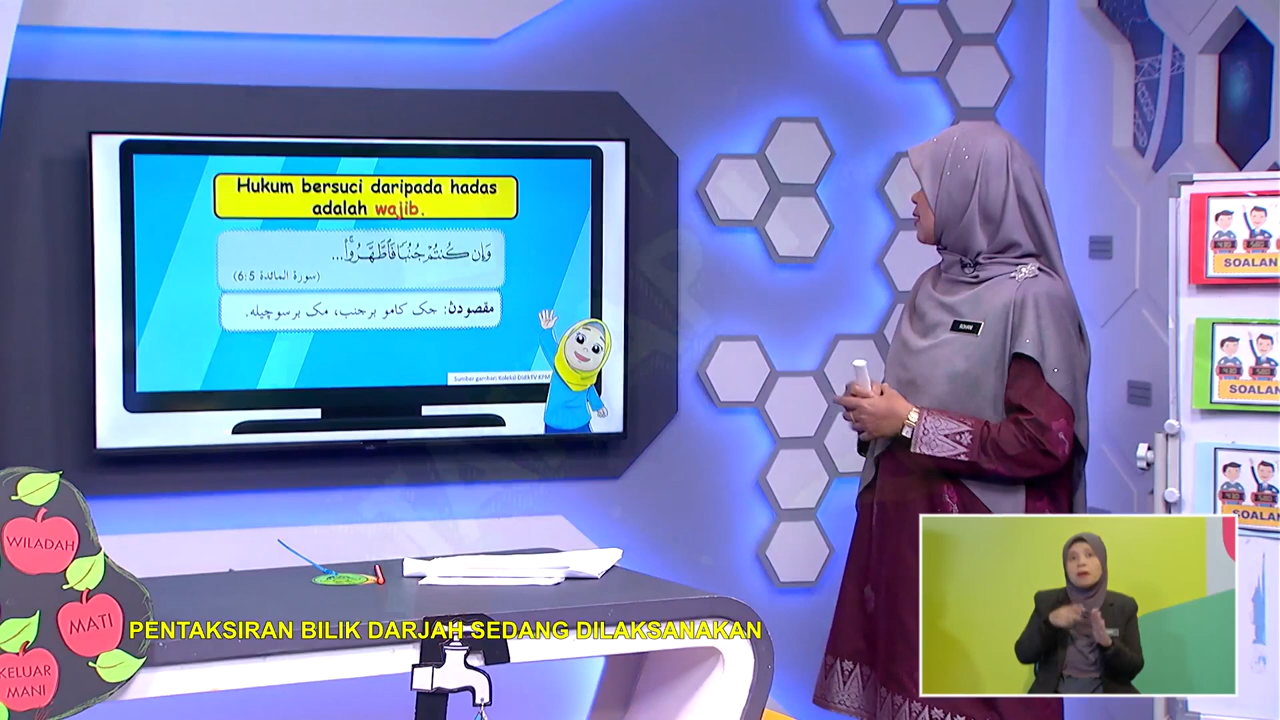 Hukum bersuci daripada hadas
adalah wajib.
وَإِن كُنتُمْ جُنُبًا فَاطَّهَّرُوا۟...
(سورة المائدة 6:5)
مقصودڽ: جک کامو برجنب، مک برسوچيله.
Sumber gambar: Koleksi DidikTV KPM
SOALAN
SOALAN
SOALAN
WILADAH
MATI
KELUAR
MANI
PENTAKSIRAN BILIK DARJAH SEDANG DILAKSANAKAN